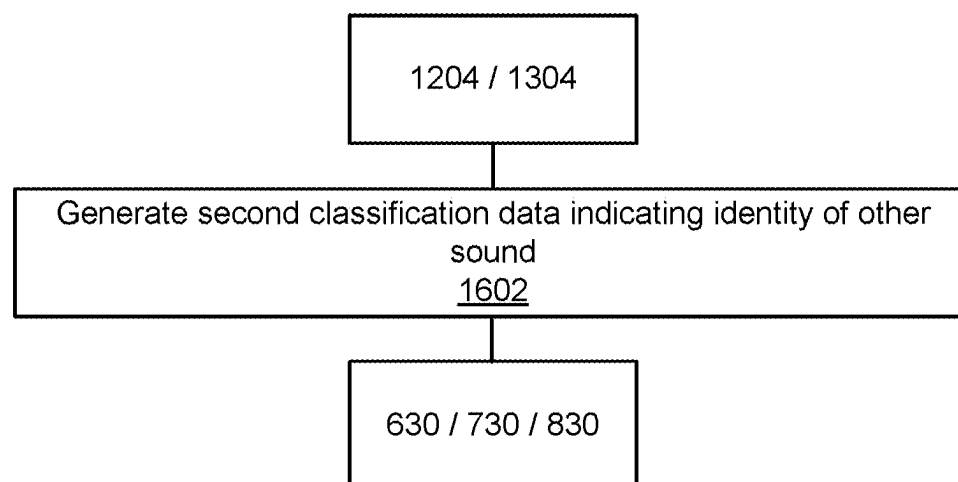 1204 / 1304
Generate second classification data indicating identity of other
sound
1602
630 / 730 / 830